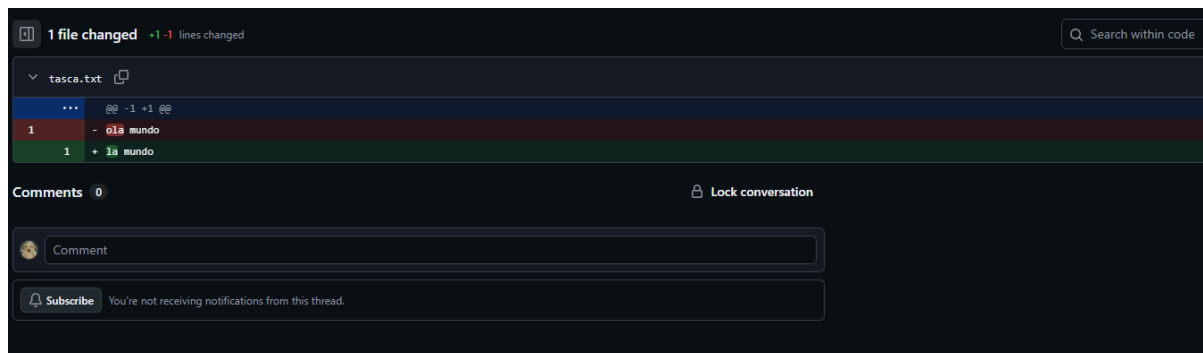 1 file changed +1 -1 lines changed
Search within code
tasca.txt
... @@ -1 +1 @@
1 - ola mundo
1 + la mundo
Comments 0
Lock conversation
Comment
Subscribe You're not receiving notifications from this thread.